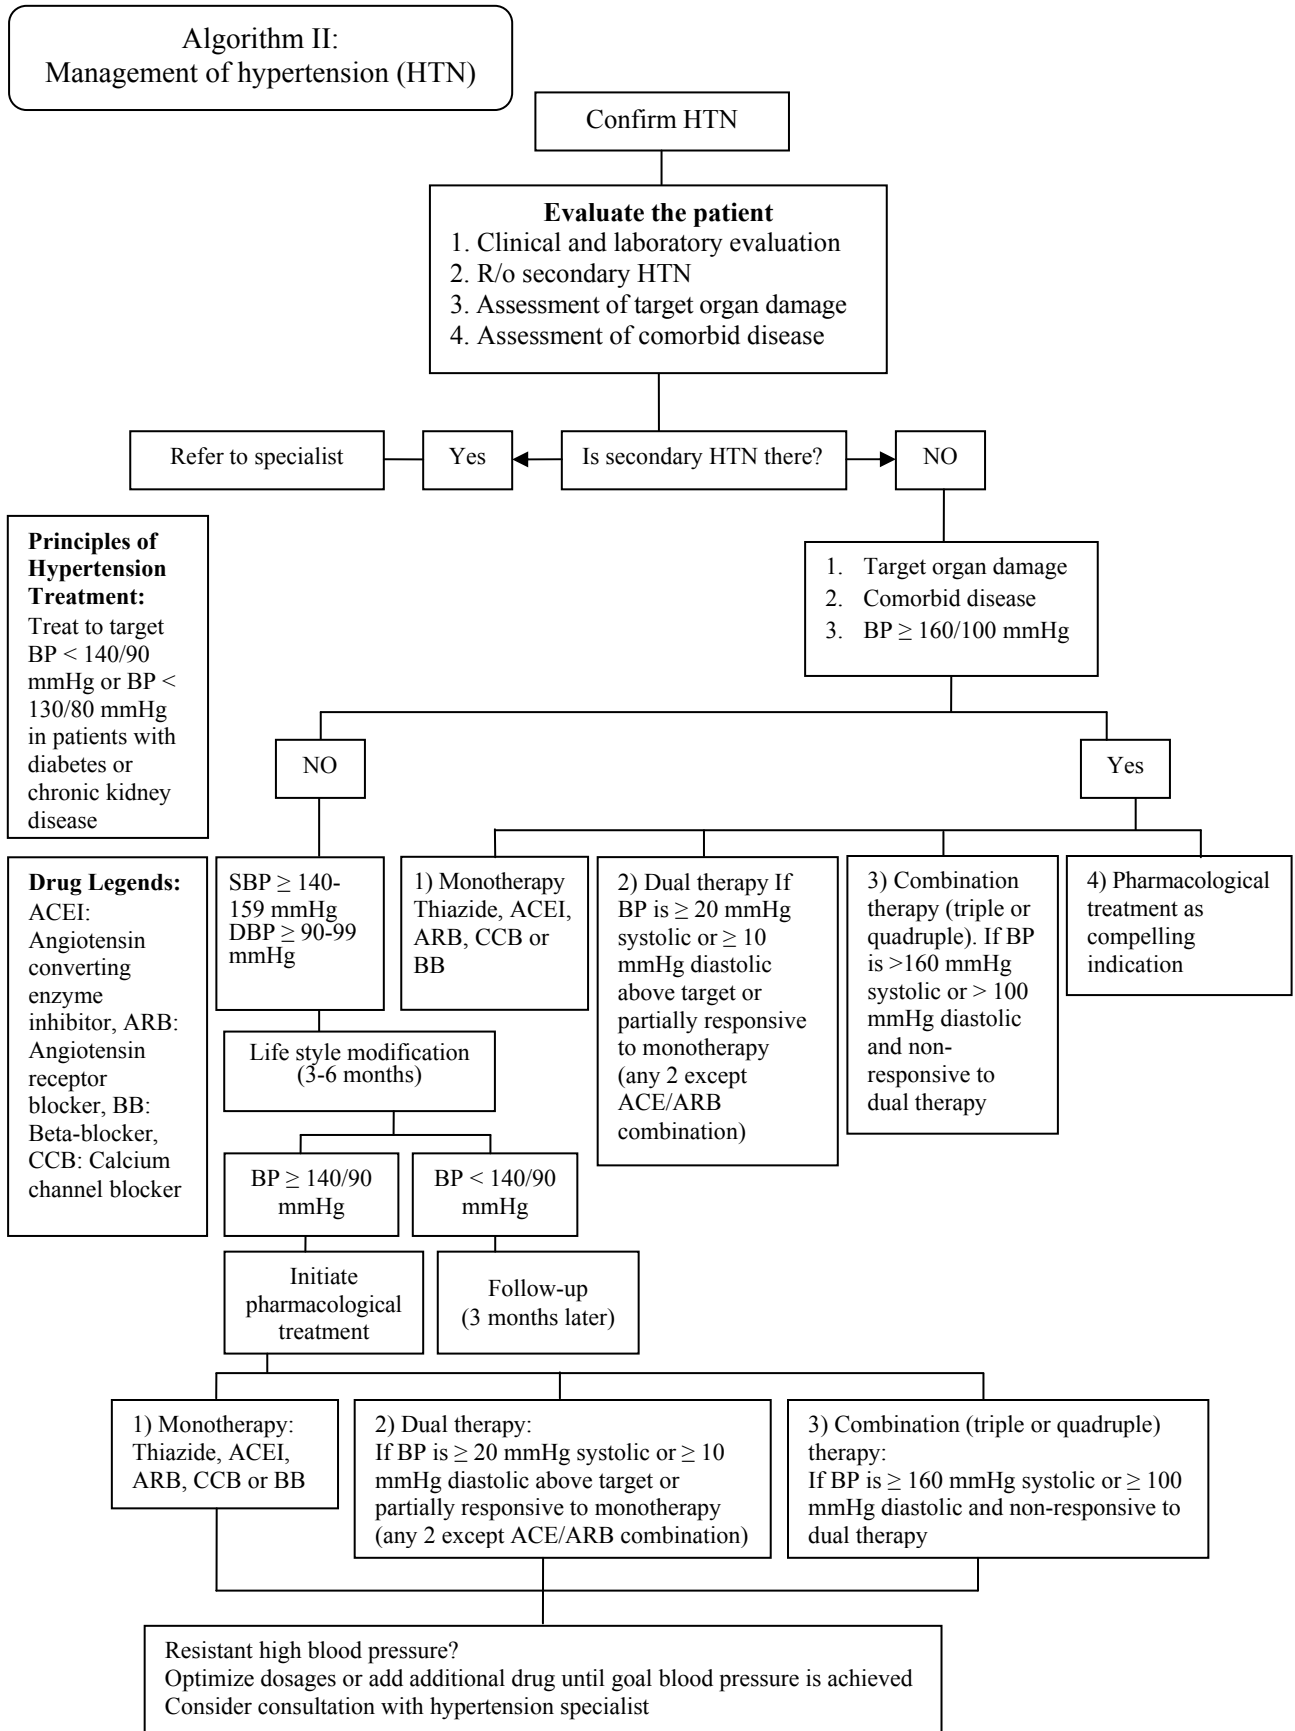 Algorithm II:
Management of hypertension (HTN)
Confirm HTN
Evaluate the patient
1. Clinical and laboratory evaluation
2. R/o secondary HTN
3. Assessment of target organ damage
4. Assessment of comorbid disease
Refer to specialist
Yes
Is secondary HTN there?
NO
Principles of
Hypertension
Treatment:
Treat to target
BP < 140/90
mmHg or BP <
130/80 mmHg
in patients with
diabetes or
chronic kidney
disease
1. Target organ damage
2. Comorbid disease
3. BP ≥ 160/100 mmHg
NO
Yes
Drug Legends:
ACEI:
Angiotensin
converting
enzyme
inhibitor, ARB:
Angiotensin
receptor
blocker, BB:
Beta-blocker,
CCB: Calcium
channel blocker
SBP ≥ 140-
159 mmHg
DBP ≥ 90-99
mmHg
1) Monotherapy
Thiazide, ACEI,
ARB, CCB or
BB
2) Dual therapy If
BP is ≥ 20 mmHg
systolic or ≥ 10
mmHg diastolic
above target or
partially responsive
to monotherapy
(any 2 except
ACE/ARB
combination)
3) Combination
therapy (triple or
quadruple). If BP
is >160 mmHg
systolic or > 100
mmHg diastolic
and non-
responsive to
dual therapy
4) Pharmacological
treatment as
compelling
indication
Life style modification
(3-6 months)
BP ≥ 140/90
mmHg
BP < 140/90
mmHg
Initiate
pharmacological
treatment
Follow-up
(3 months later)
1) Monotherapy:
Thiazide, ACEI,
ARB, CCB or BB
2) Dual therapy:
If BP is ≥ 20 mmHg systolic or ≥ 10
mmHg diastolic above target or
partially responsive to monotherapy
(any 2 except ACE/ARB combination)
3) Combination (triple or quadruple)
therapy:
If BP is ≥ 160 mmHg systolic or ≥ 100
mmHg diastolic and non-responsive to
dual therapy
Resistant high blood pressure?
Optimize dosages or add additional drug until goal blood pressure is achieved
Consider consultation with hypertension specialist